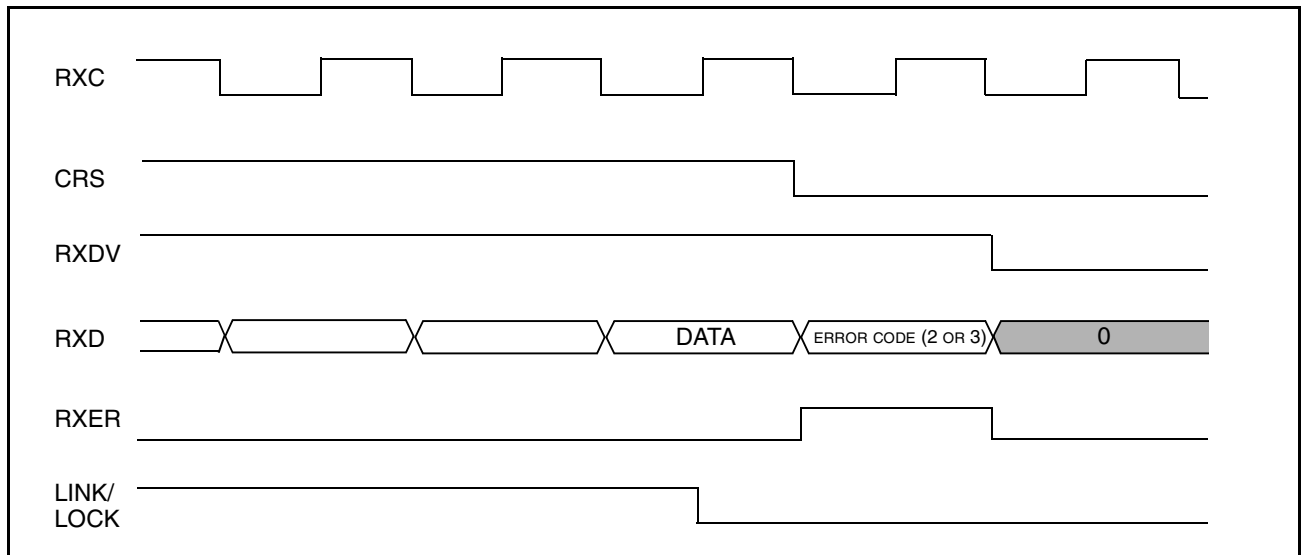 RXC
CRS
RXDV
RXD
DATA
ERROR CODE (2 OR 3)
0
RXER
LINK/
LOCK